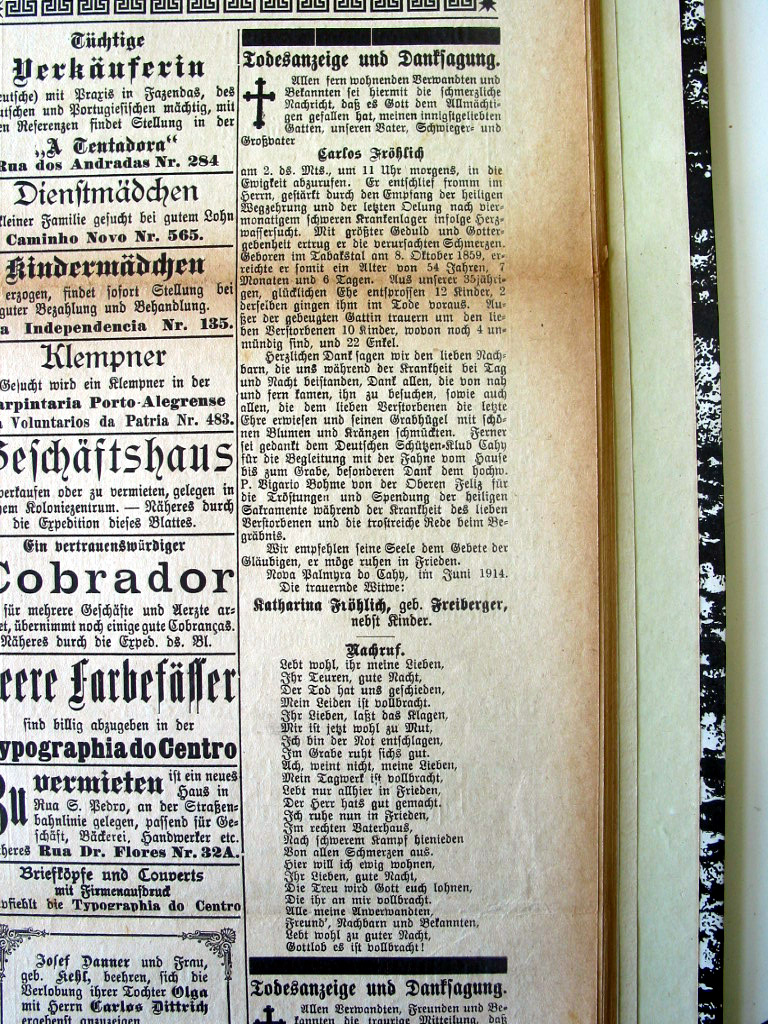 Tüchtige
Verkäuferin
mit Praxis in Fazendas, des
und Portugiesischen mächtig, mit
Referenzen findet Stellung in der
„A Tentadora“
Rua dos Andradas Nr. 284
Dienstmädchen
kleiner Familie gesucht bei gutem Lohn
Caminho Novo Nr. 565.
Kindermädchen
erzogen, findet sofort Stellung bei
guter Bezahlung und Behandlung.
Independencia Nr. 135.
Klempner
Gesucht wird ein Klempner in der
Carpintaria Porto-Alegrense
Voluntarios da Patria Nr. 483.
Geschäftshaus
verkaufen oder zu vermieten, gelegen in
Koloniezentrum. — Näheres durch
die Expedition dieses Blattes.
Ein vertrauenswürdiger
Cobrador
für mehrere Geschäfte und Aerzte ar-
übernimmt noch einige gute Cobranças.
Näheres durch die Exped. ds. Bl.
Leere Farbefässer
sind billig abzugeben in der
Typographia do Centro
Zu vermieten ist ein neues
Haus in
Rua S. Pedro, an der Straßen-
bahnlinie gelegen, passend für Ge-
schäft, Bäckerei, Handwerker etc.
Näheres Rua Dr. Flores Nr. 32A.
Briefköpfe und Couverts
mit Firmenaufdruck
empfiehlt die Typographia do Centro
Josef Danner und Frau,
geb. Kehl, beehren, sich die
Verlobung ihrer Tochter Olga
mit Herrn Carlos Dittrich
ergebenst anzuzeigen.
Todesanzeige und Danksagung.
Allen fern wohnenden Verwandten und
Bekannten sei hiermit die schmerzliche
Nachricht, daß es Gott dem Allmächti-
gen gefallen hat, meinen innigstgeliebten
Gatten, unseren Vater, Schwieger- und
Großvater
Carlos Fröhlich
am 2. ds. Mts., um 11 Uhr morgens, in die
Ewigkeit abzurufen. Er entschlief fromm im
Herrn, gestärkt durch den Empfang der heiligen
Wegzehrung und der letzten Oelung nach vier-
monatigem schweren Krankenlager infolge Herz-
wassersucht. Mit größter Geduld und Gotter-
gebenheit ertrug er die verursachten Schmerzen.
Geboren im Tabakstal am 8. Oktober 1859, er-
reichte er somit ein Alter von 54 Jahren, 7
Monaten und 6 Tagen. Aus unserer 35jähri-
gen, glücklichen Ehe entsprossen 12 Kinder, 2
derselben gingen ihm im Tode voraus. Au-
ßer der gebeugten Gattin trauern um den lie-
ben Verstorbenen 10 Kinder, wovon noch 4 un-
mündig sind, und 22 Enkel.
Herzlichen Dank sagen wir den lieben Nach-
barn, die uns während der Krankheit bei Tag
und Nacht beistanden, Dank allen, die von nah
und fern kamen, ihn zu besuchen, sowie auch
allen, die dem lieben Verstorbenen die letzte
Ehre erwiesen und seinen Grabhügel mit schö-
nen Blumen und Kränzen schmückten. Ferner
sei gedankt dem Deutschen Schützen-Klub Cahy
für die Begleitung mit der Fahne vom Hause
bis zum Grabe, besonderen Dank dem hochw.
P. Vigario Bohme von der Oberen Feliz für
die Tröstungen und Spendung der heiligen
Sakramente während der Krankheit des lieben
Verstorbenen und die trostreiche Rede beim Be-
gräbnis.
Wir empfehlen seine Seele dem Gebete der
Gläubigen, er möge ruhen in Frieden.
Nova Palmyra do Cahy, im Juni 1914.
Die trauernde Witwe:
Katharina Fröhlich, geb. Freiberger,
nebst Kinder.
Nachruf.
Lebt wohl, ihr meine Lieben,
Ihr Teuren, gute Nacht,
Der Tod hat uns geschieden,
Mein Leiden ist vollbracht.
Ihr Lieben, laßt das Klagen,
Mir ist jetzt wohl zu Mut,
Ich bin der Not entschlagen,
Im Grabe ruht sichs gut.
Ach, weint nicht, meine Lieben,
Mein Tagwerk ist vollbracht,
Lebt nur allhier in Frieden,
Der Herr hats gut gemacht.
Ich ruhe nun in Frieden,
Im rechten Vaterhaus,
Nach schwerem Kampf hienieden
Von allen Schmerzen aus.
Hier will ich ewig wohnen,
Ihr Lieben, gute Nacht,
Die Treu wird Gott euch lohnen,
Die ihr an mir vollbracht.
Alle meine Anverwandten,
Freund', Nachbarn und Bekannten,
Lebt wohl zu guter Nacht,
Gottlob es ist vollbracht!
Todesanzeige und Danksagung.
Allen Verwandten, Freunden und Be-
kannten die traurige Mitteilung, daß